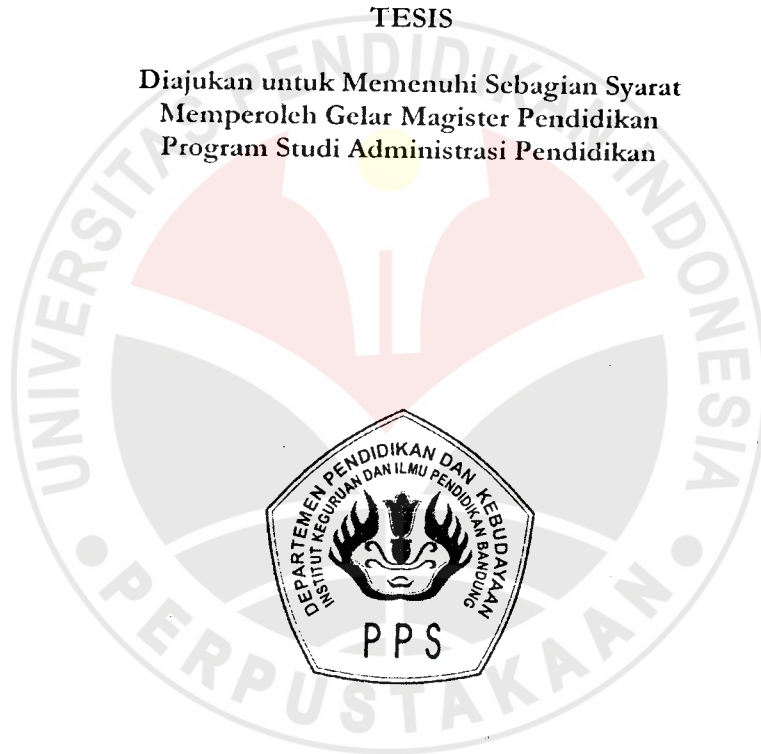 TESIS
Diajukan untuk Memenuhi Sebagian Syarat
Memperoleh Gelar Magister Pendidikan
Program Studi Administrasi Pendidikan
UNIVERSITAS PENDIDIKAN INDONESIA
PERPUSTAKAAN
DEPARTEMEN PENDIDIKAN DAN KEBUDAYAAN
INSTITUT KEGURUAN DAN ILMU PENDIDIKAN BANDUNG
PPS